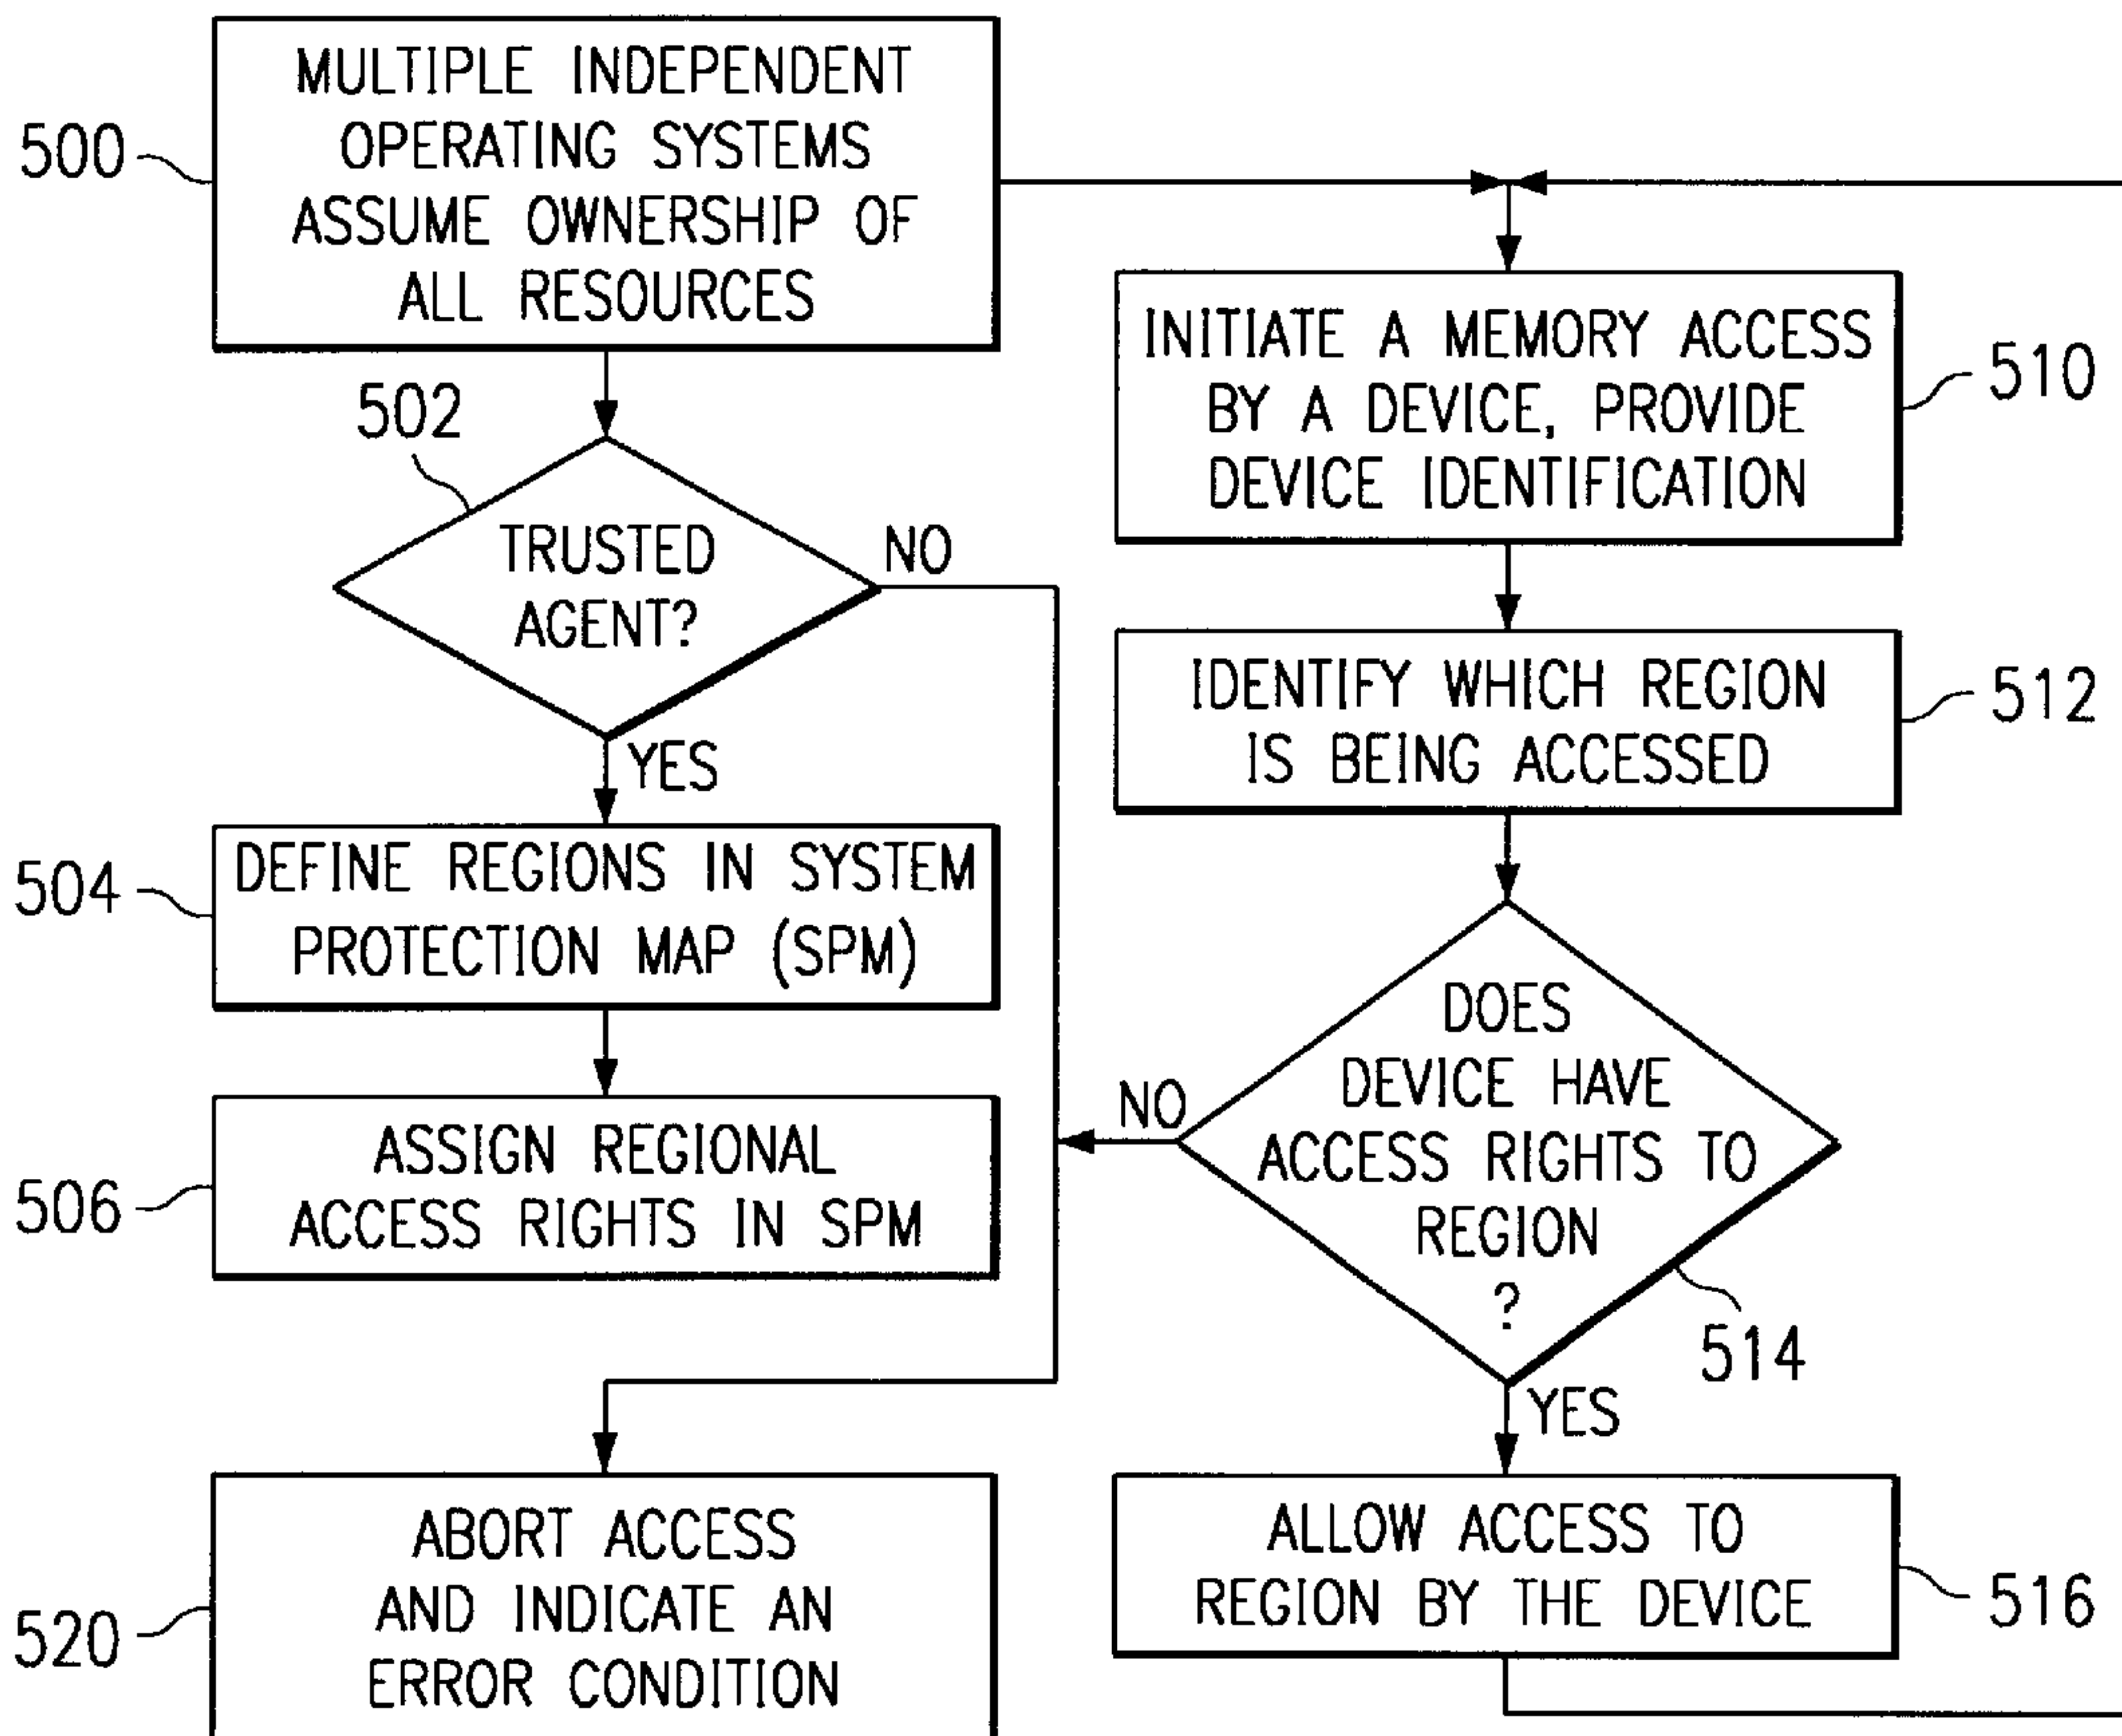 500
MULTIPLE INDEPENDENT
OPERATING SYSTEMS
ASSUME OWNERSHIP OF
ALL RESOURCES
502
TRUSTED
AGENT?
NO
YES
504
DEFINE REGIONS IN SYSTEM
PROTECTION MAP (SPM)
506
ASSIGN REGIONAL
ACCESS RIGHTS IN SPM
520
ABORT ACCESS
AND INDICATE AN
ERROR CONDITION
INITIATE A MEMORY ACCESS
BY A DEVICE, PROVIDE
DEVICE IDENTIFICATION
510
IDENTIFY WHICH REGION
IS BEING ACCESSED
512
DOES
DEVICE HAVE
ACCESS RIGHTS TO
REGION
?
NO
514
YES
ALLOW ACCESS TO
REGION BY THE DEVICE
516